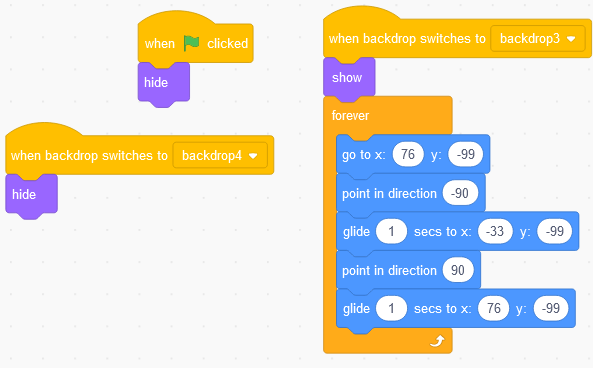 when clicked
hide
when backdrop switches to backdrop4
hide
when backdrop switches to backdrop3
show
forever
go to x: 76 y: -99
point in direction -90
glide 1 secs to x: -33 y: -99
point in direction 90
glide 1 secs to x: 76 y: -99